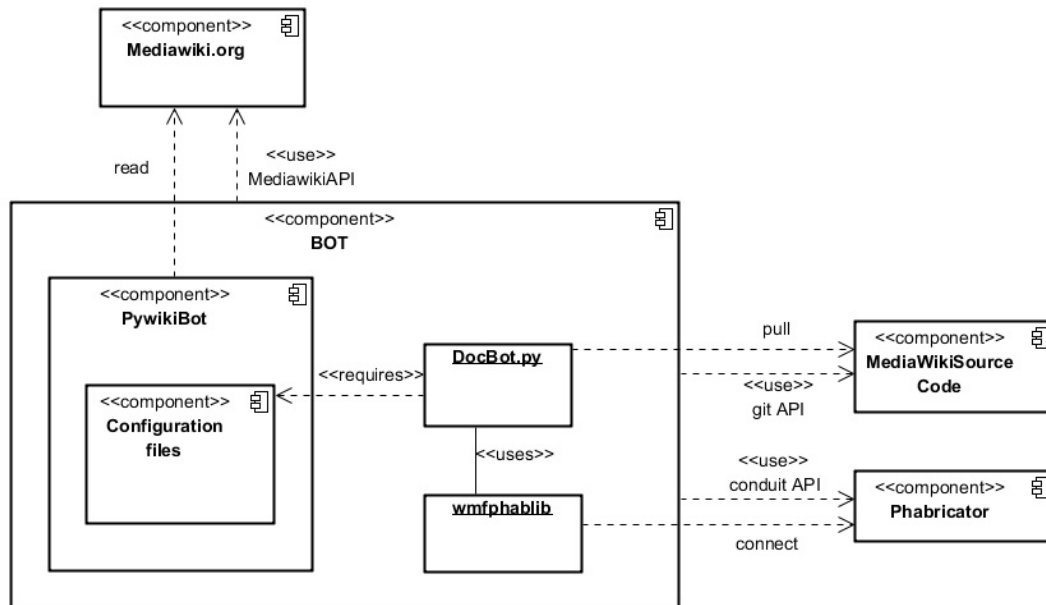 <<component>>
Mediawiki.org
read
<<use>>
MediawikiAPI
<<component>>
BOT
<<component>>
PywikiBot
<<component>>
Configuration
files
<<requires>>
DocBot.py
<<uses>>
wmfphablib
pull
<<use>>
git API
<<component>>
MediaWikiSource
Code
<<use>>
conduit API
connect
<<component>>
Phabricator